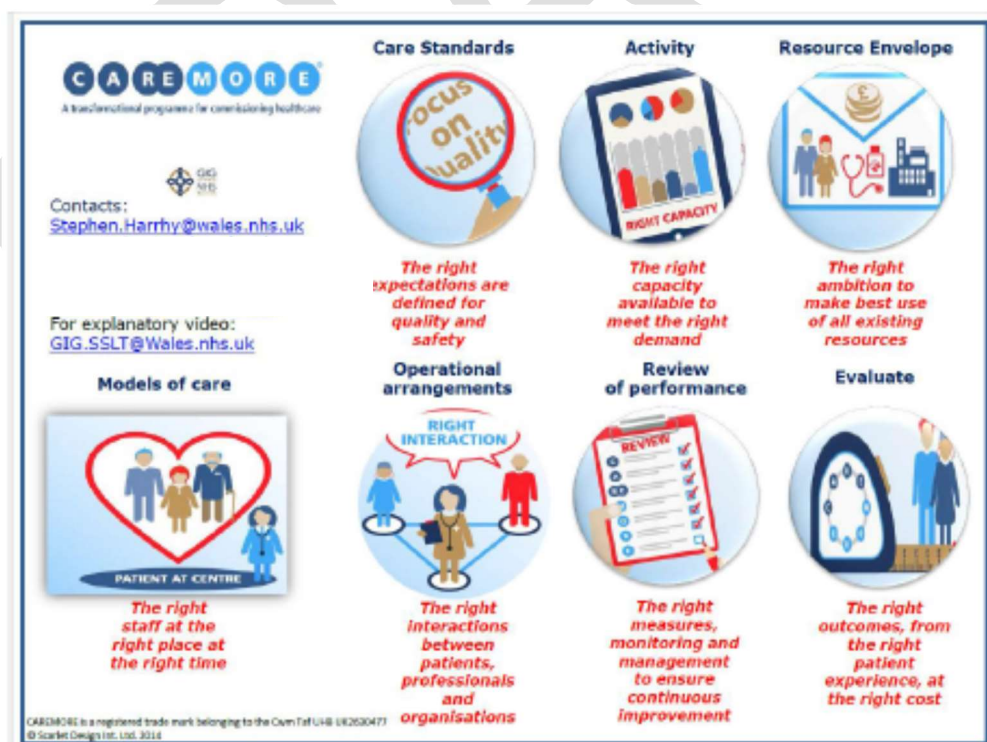 CAREMORE®
A transformational programme for commissioning healthcare
GIG
NHS
Contacts:
Stephen.Harrhy@wales.nhs.uk
For explanatory video:
GIG.SSLT@Wales.nhs.uk
Care Standards
Focus
on
Quality
The right
expectations are
defined for
quality and
safety
Activity
RIGHT CAPACITY
The right
capacity
available to
meet the right
demand
Resource Envelope
£
The right
ambition to
make best use
of all existing
resources
Models of care
PATIENT AT CENTRE
The right
staff at the
right place at
the right time
Operational
arrangements
RIGHT
INTERACTION
The right
interactions
between
patients,
professionals
and
organisations
Review
of performance
REVIEW
The right
measures,
monitoring and
management
to ensure
continuous
improvement
Evaluate
The right
outcomes, from
the right
patient
experience, at
the right cost
CAREMORE is a registered trade mark belonging to the Cwm Taf UHB UK2630477
© Scarlet Design Int. Ltd. 2014